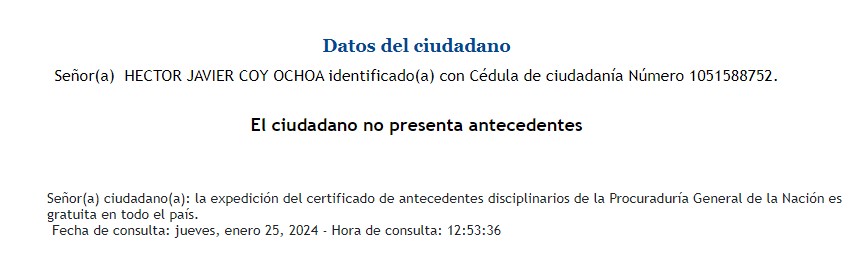 Datos del ciudadano
Señor(a) HECTOR JAVIER COY OCHOA identificado(a) con Cédula de ciudadanía Número 1051588752.
El ciudadano no presenta antecedentes
Señor(a) ciudadano(a): la expedición del certificado de antecedentes disciplinarios de la Procuraduría General de la Nación es
gratuita en todo el país.
Fecha de consulta: jueves, enero 25, 2024 - Hora de consulta: 12:53:36